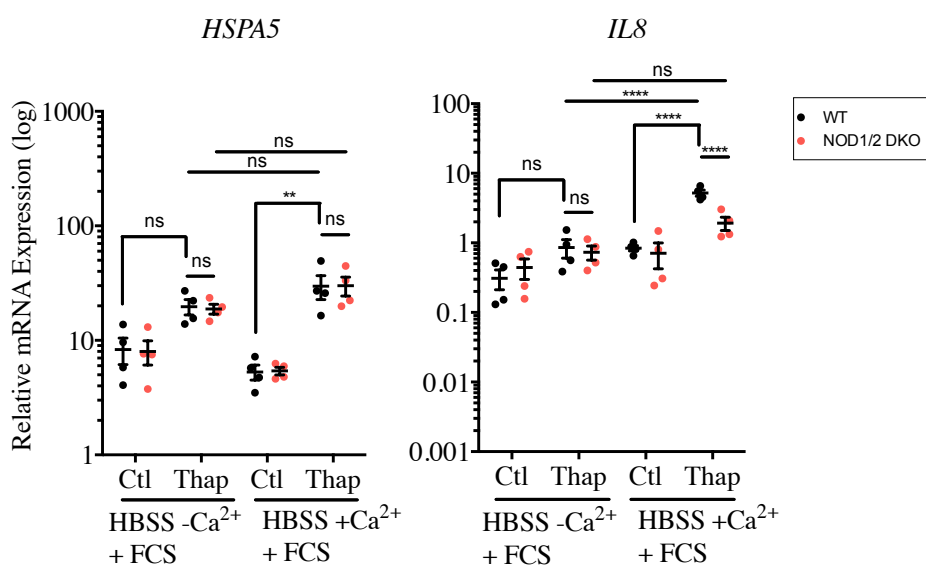 HSPA5
IL8
Relative mRNA Expression (log)
1000
100
10
1
ns
ns
ns
ns
**
ns
Ctl
Thap
Ctl
Thap
HBSS -Ca²⁺
+ FCS
HBSS +Ca²⁺
+ FCS
10
1
0.1
0.01
0.001
ns
****
****
****
ns
ns
Ctl
Thap
Ctl
Thap
HBSS -Ca²⁺
+ FCS
HBSS +Ca²⁺
+ FCS
WT
NOD1/2 DKO